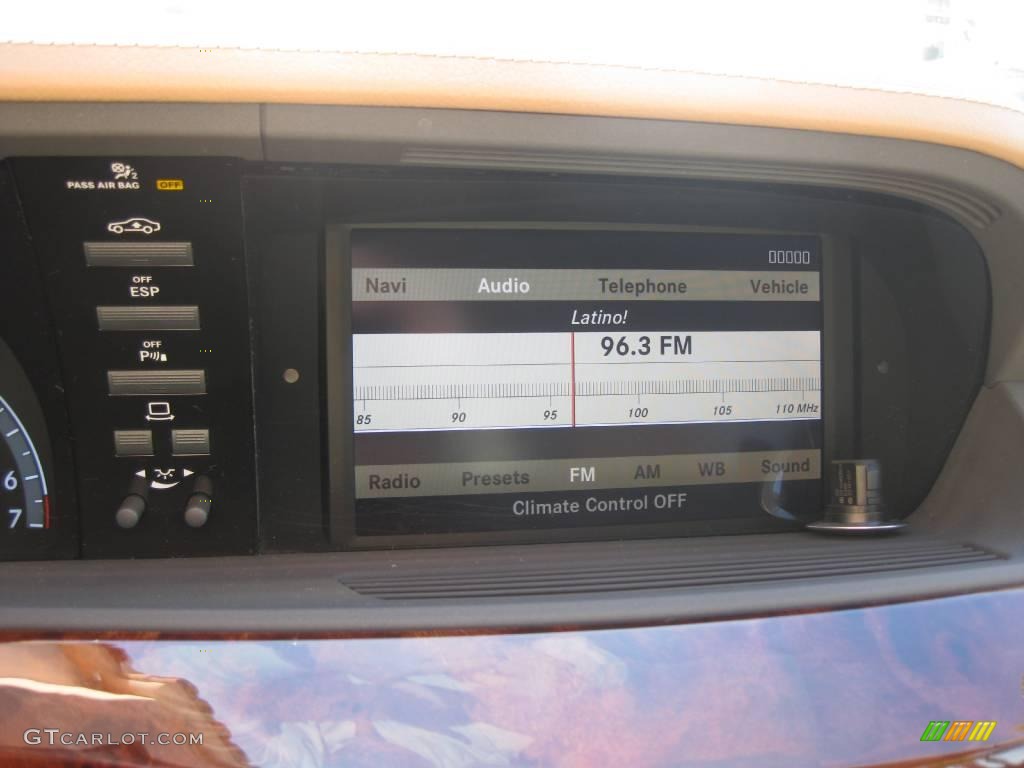 PASS AIR BAG OFF
2
OFF
ESP
OFF
P
6
7
Navi Audio Telephone Vehicle
Latino!
96.3 FM
85 90 95 100 105 110 MHz
Radio Presets FM AM WB Sound
Climate Control OFF
GTCARLOT.COM